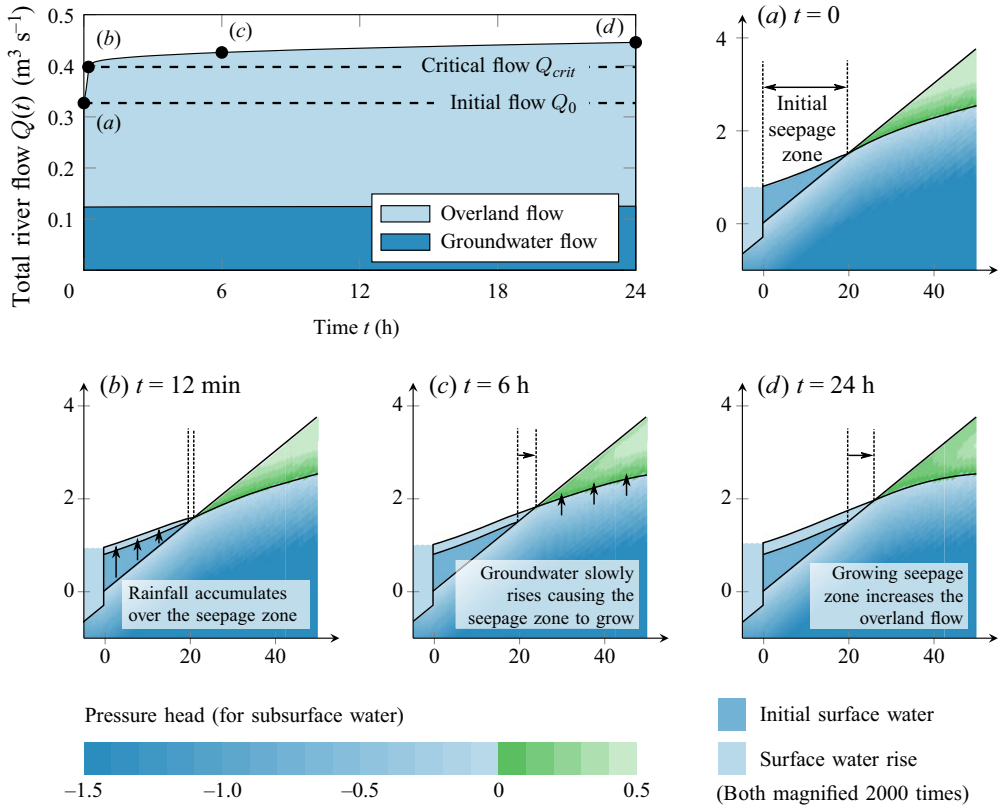 Total river flow Q(t) (m³ s⁻¹)
0.5
0.4
0.3
0.2
0.1
(a)
(b)
(c)
(d)
Critical flow Q_crit
Initial flow Q₀
Overland flow
Groundwater flow
0 6 12 18 24
Time t (h)
(a) t = 0
4
2
0
Initial
seepage
zone
0 20 40
(b) t = 12 min
4
2
0
Rainfall accumulates
over the seepage zone
0 20 40
(c) t = 6 h
4
2
0
Groundwater slowly
rises causing the
seepage zone to grow
0 20 40
(d) t = 24 h
4
2
0
Growing seepage
zone increases the
overland flow
0 20 40
Pressure head (for subsurface water)
–1.5 –1.0 –0.5 0 0.5
Initial surface water
Surface water rise
(Both magnified 2000 times)